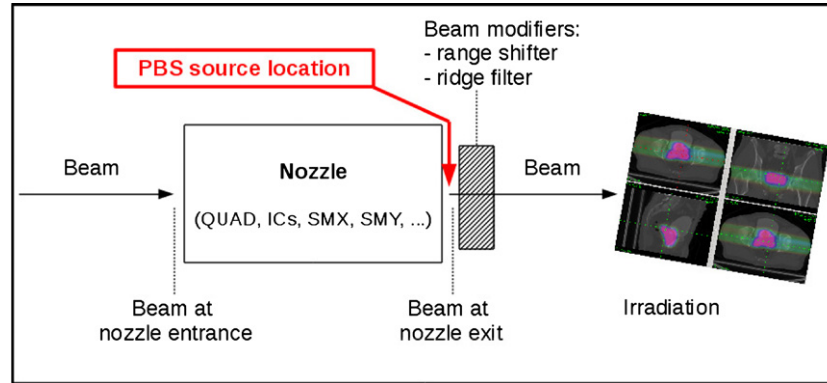 Beam modifiers:
- range shifter
- ridge filter
PBS source location
Beam
Nozzle
(QUAD, ICs, SMX, SMY, ...)
Beam
Beam at
nozzle entrance
Beam at
nozzle exit
Irradiation